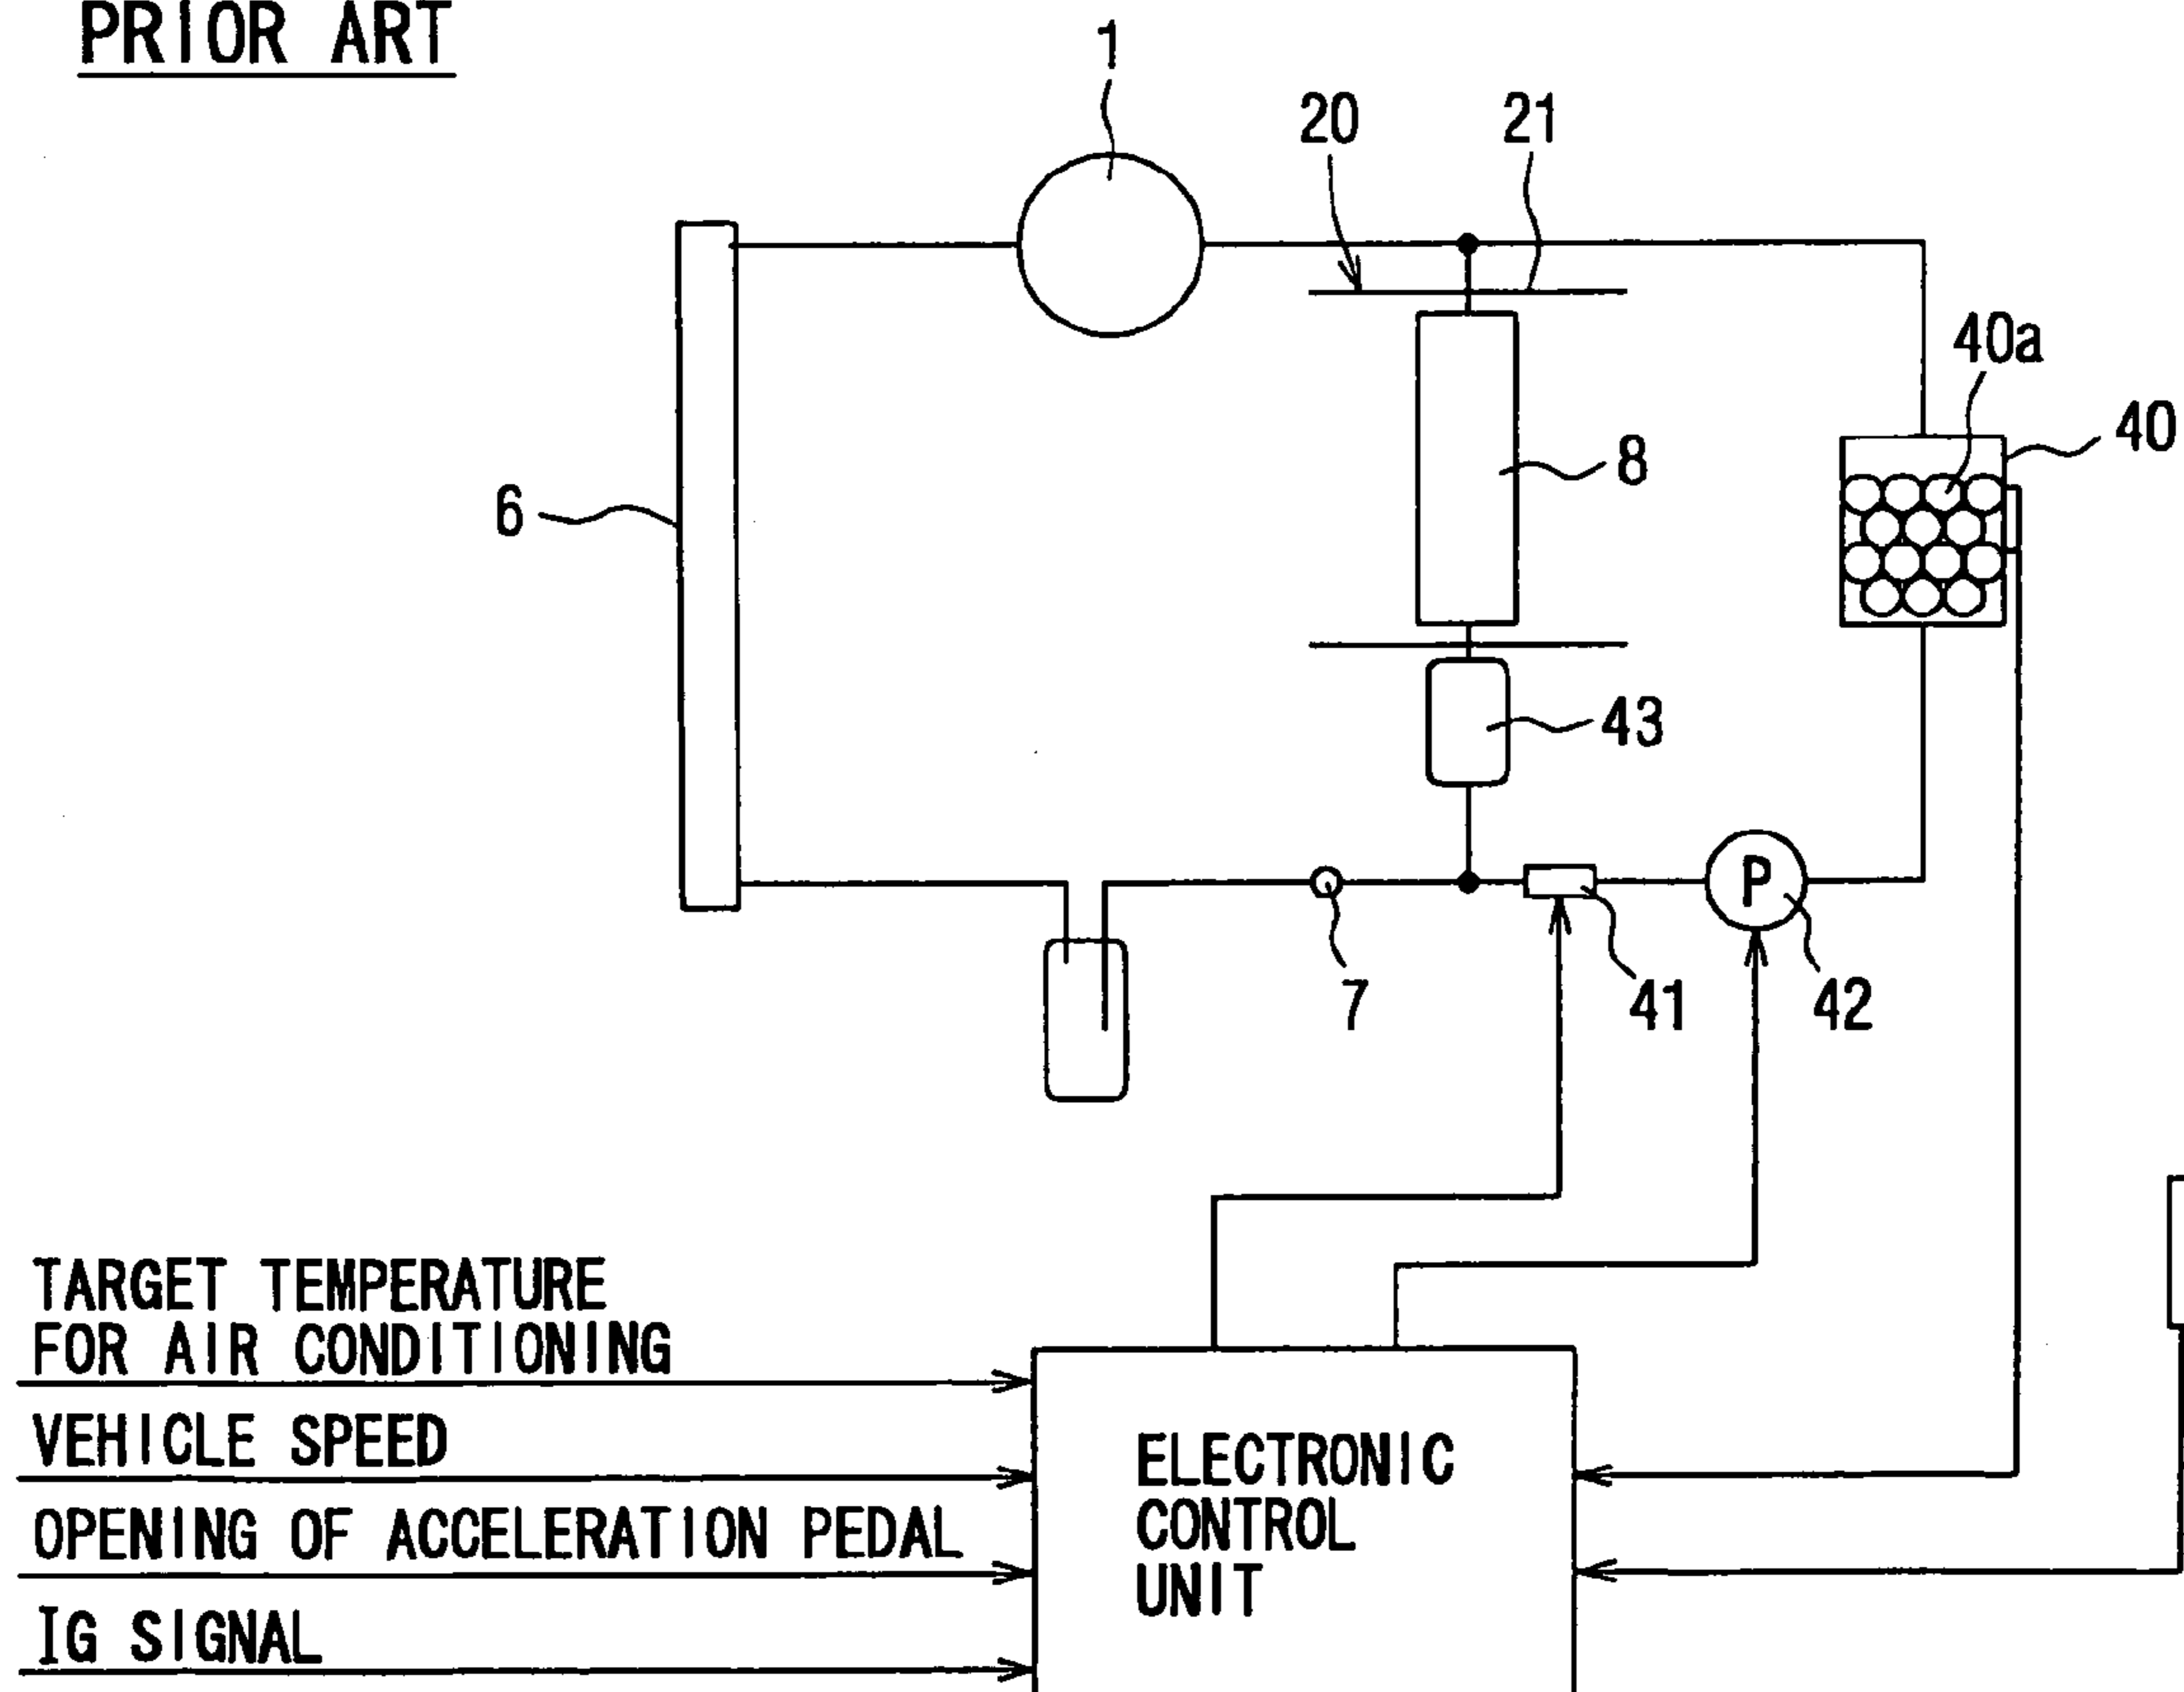 PRIOR ART
1
20
21
40a
40
8
6
43
P
7
41
42
TARGET TEMPERATURE
FOR AIR CONDITIONING
VEHICLE SPEED
OPENING OF ACCELERATION PEDAL
IG SIGNAL
ELECTRONIC
CONTROL
UNIT